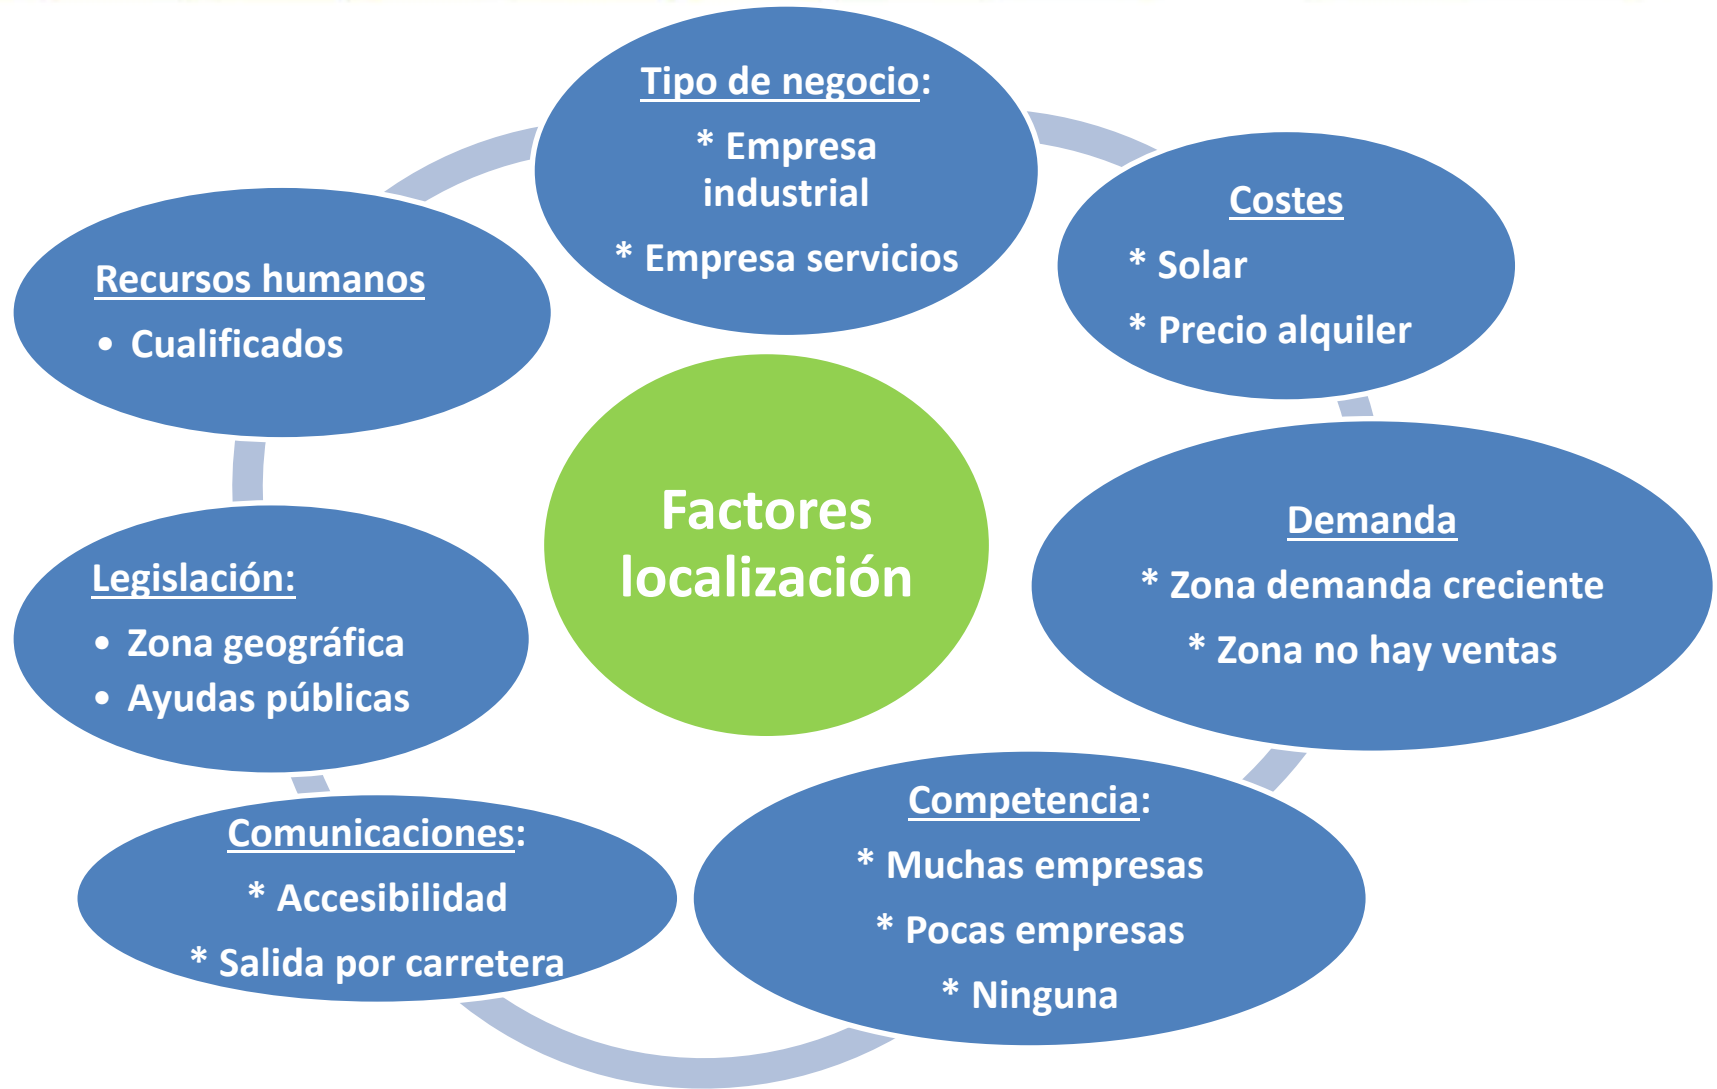 Tipo de negocio:
* Empresa
industrial
* Empresa servicios
Costes
* Solar
* Precio alquiler
Demanda
* Zona demanda creciente
* Zona no hay ventas
Competencia:
* Muchas empresas
* Pocas empresas
* Ninguna
Comunicaciones:
* Accesibilidad
* Salida por carretera
Legislación:
• Zona geográfica
• Ayudas públicas
Recursos humanos
• Cualificados
Factores
localización